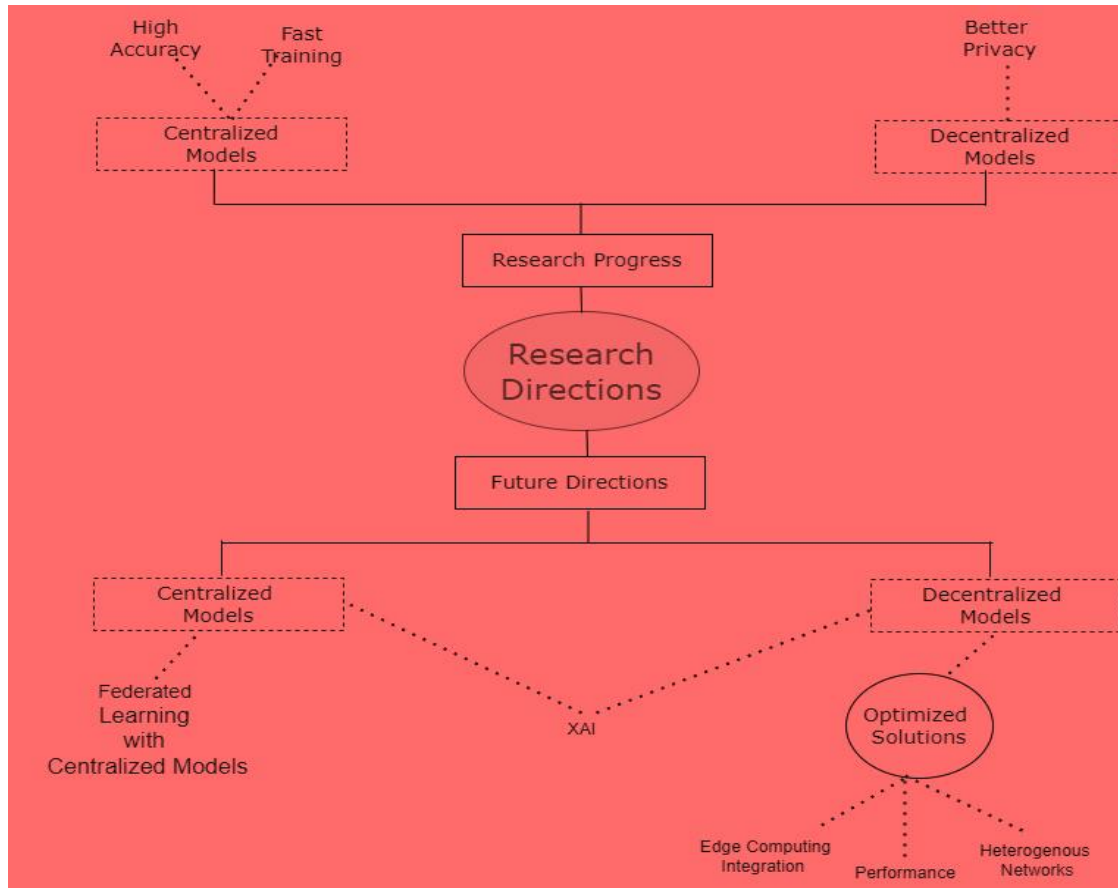 High
Accuracy
Fast
Training
Better
Privacy
Centralized
Models
Decentralized
Models
Research Progress
Research
Directions
Future Directions
Centralized
Models
Decentralized
Models
Federated
Learning
with
Centralized Models
XAI
Optimized
Solutions
Edge Computing
Integration
Performance
Heterogenous
Networks